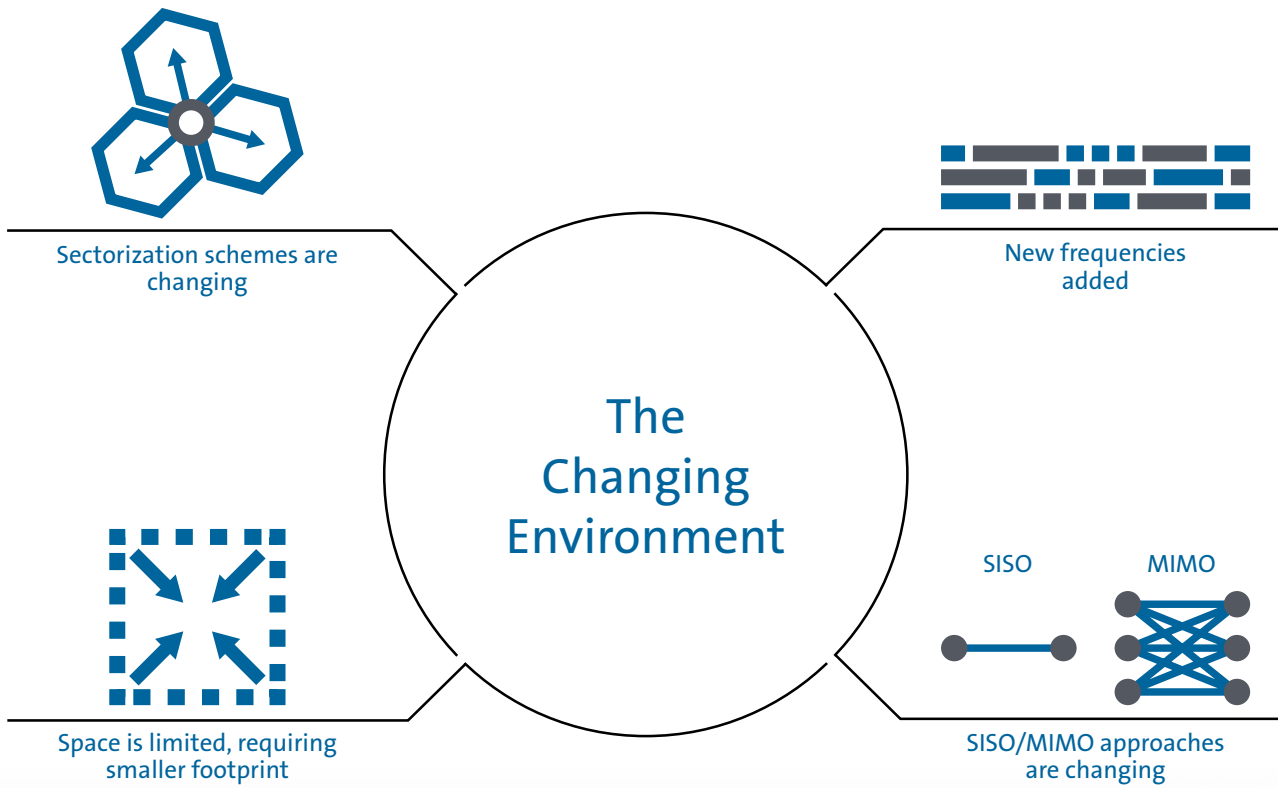 Sectorization schemes are
changing
New frequencies
added
The
Changing
Environment
Space is limited, requiring
smaller footprint
SISO
MIMO
SISO/MIMO approaches
are changing